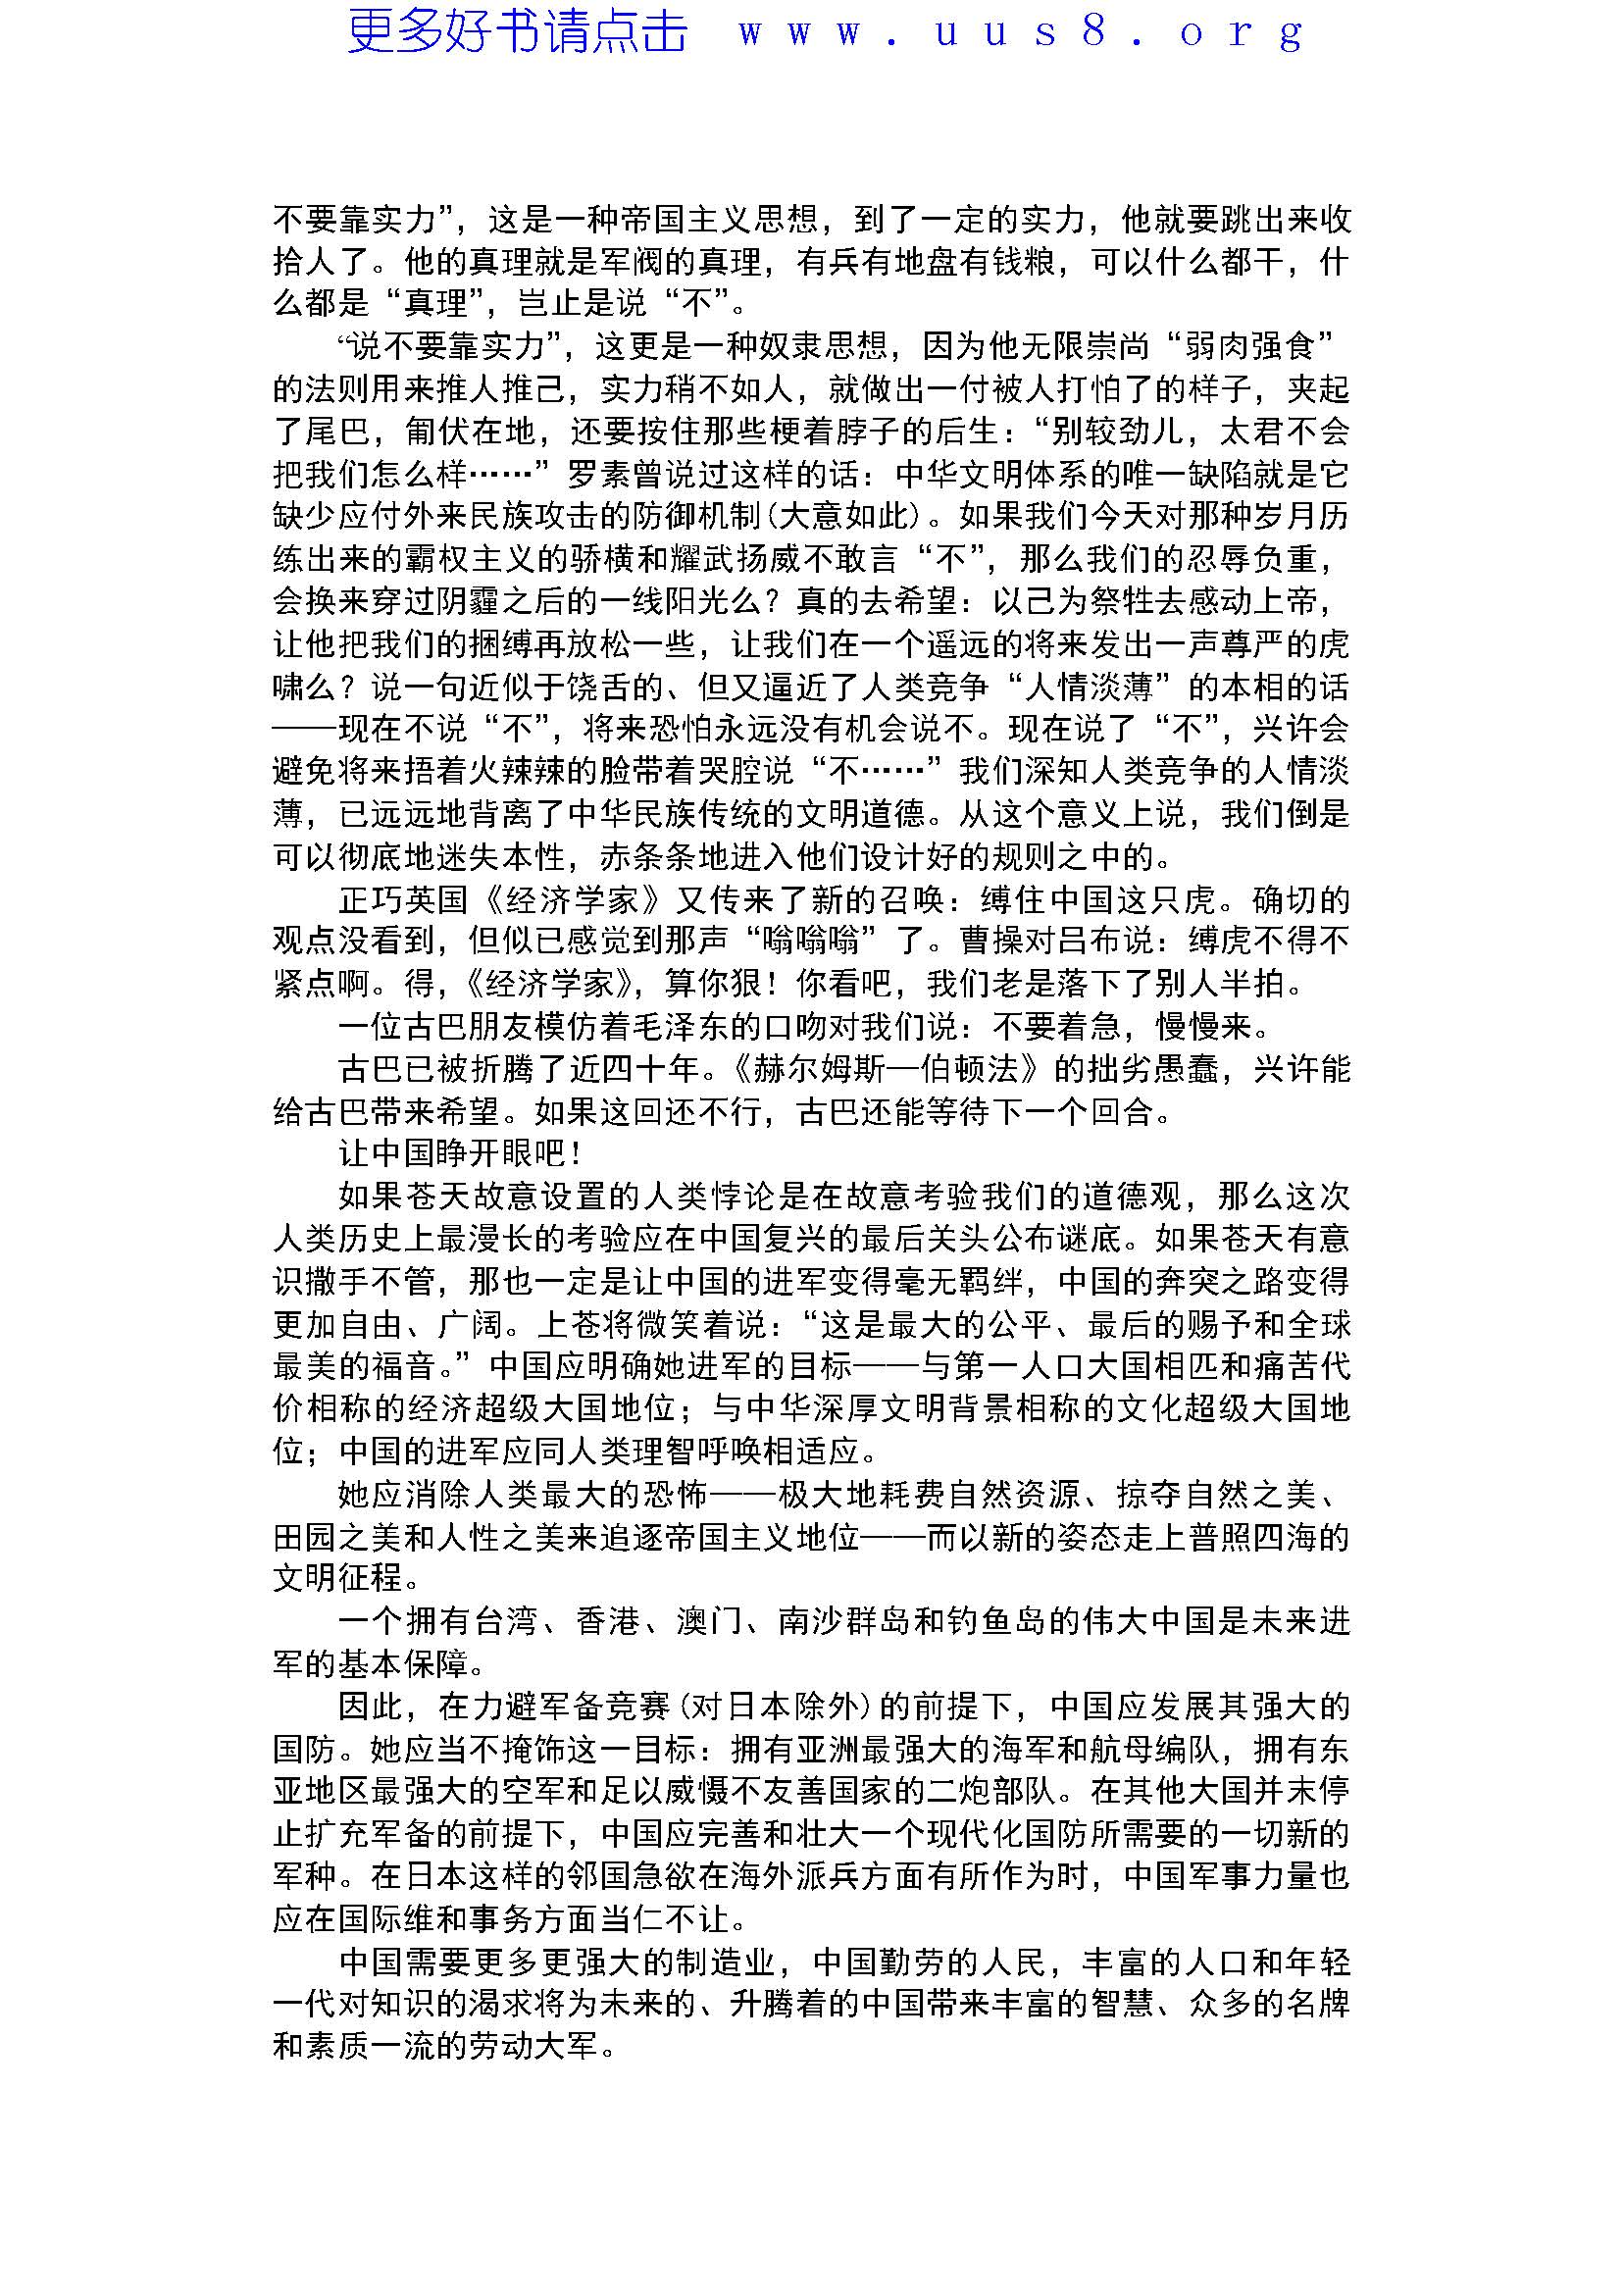 更多好书请点击 www.uus8.org
不要靠实力”，这是一种帝国主义思想，到了一定的实力，他就要跳出来收
拾人了。他的真理就是军阀的真理，有兵有地盘有钱粮，可以什么都干，什
么都是“真理”，岂止是说“不”。
“说不要靠实力”，这更是一种奴隶思想，因为他无限崇尚“弱肉强食”
的法则用来推人推己，实力稍不如人，就做出一付被人打怕了的样子，夹起
了尾巴，匍伏在地，还要按住那些梗着脖子的后生：“别较劲儿，太君不会
把我们怎么样……”罗素曾说过这样的话：中华文明体系的唯一缺陷就是它
缺少应付外来民族攻击的防御机制(大意如此)。如果我们今天对那种岁月历
练出来的霸权主义的骄横和耀武扬威不敢言“不”，那么我们的忍辱负重，
会换来穿过阴霾之后的一线阳光么？真的去希望：以己为祭牲去感动上帝，
让他把我们的捆缚再放松一些，让我们在一个遥远的将来发出一声尊严的虎
啸么？说一句近似于饶舌的、但又逼近了人类竞争“人情淡薄”的本相的话
——现在不说“不”，将来恐怕永远没有机会说不。现在说了“不”，兴许会
避免将来捂着火辣辣的脸带着哭腔说“不……”我们深知人类竞争的人情淡
薄，已远远地背离了中华民族传统的文明道德。从这个意义上说，我们倒是
可以彻底地迷失本性，赤条条地进入他们设计好的规则之中的。
正巧英国《经济学家》又传来了新的召唤：缚住中国这只虎。确切的
观点没看到，但似已感觉到那声“嗡嗡嗡”了。曹操对吕布说：缚虎不得不
紧点啊。得，《经济学家》，算你狠！你看吧，我们老是落下了别人半拍。
一位古巴朋友模仿着毛泽东的口吻对我们说：不要着急，慢慢来。
古巴已被折腾了近四十年。《赫尔姆斯—伯顿法》的拙劣愚蠢，兴许能
给古巴带来希望。如果这回还不行，古巴还能等待下一个回合。
让中国睁开眼吧！
如果苍天故意设置的人类悖论是在故意考验我们的道德观，那么这次
人类历史上最漫长的考验应在中国复兴的最后关头公布谜底。如果苍天有意
识撒手不管，那也一定是让中国的进军变得毫无羁绊，中国的奔突之路变得
更加自由、广阔。上苍将微笑着说：“这是最大的公平、最后的赐予和全球
最美的福音。”中国应明确她进军的目标——与第一人口大国相匹和痛苦代
价相称的经济超级大国地位；与中华深厚文明背景相称的文化超级大国地
位；中国的进军应同人类理智呼唤相适应。
她应消除人类最大的恐怖——极大地耗费自然资源、掠夺自然之美、
田园之美和人性之美来追逐帝国主义地位——而以新的姿态走上普照四海的
文明征程。
一个拥有台湾、香港、澳门、南沙群岛和钓鱼岛的伟大中国是未来进
军的基本保障。
因此，在力避军备竞赛(对日本除外)的前提下，中国应发展其强大的
国防。她应当不掩饰这一目标：拥有亚洲最强大的海军和航母编队，拥有东
亚地区最强大的空军和足以威慑不友善国家的二炮部队。在其他大国并末停
止扩充军备的前提下，中国应完善和壮大一个现代化国防所需要的一切新的
军种。在日本这样的邻国急欲在海外派兵方面有所作为时，中国军事力量也
应在国际维和事务方面当仁不让。
中国需要更多更强大的制造业，中国勤劳的人民，丰富的人口和年轻
一代对知识的渴求将为未来的、升腾着的中国带来丰富的智慧、众多的名牌
和素质一流的劳动大军。